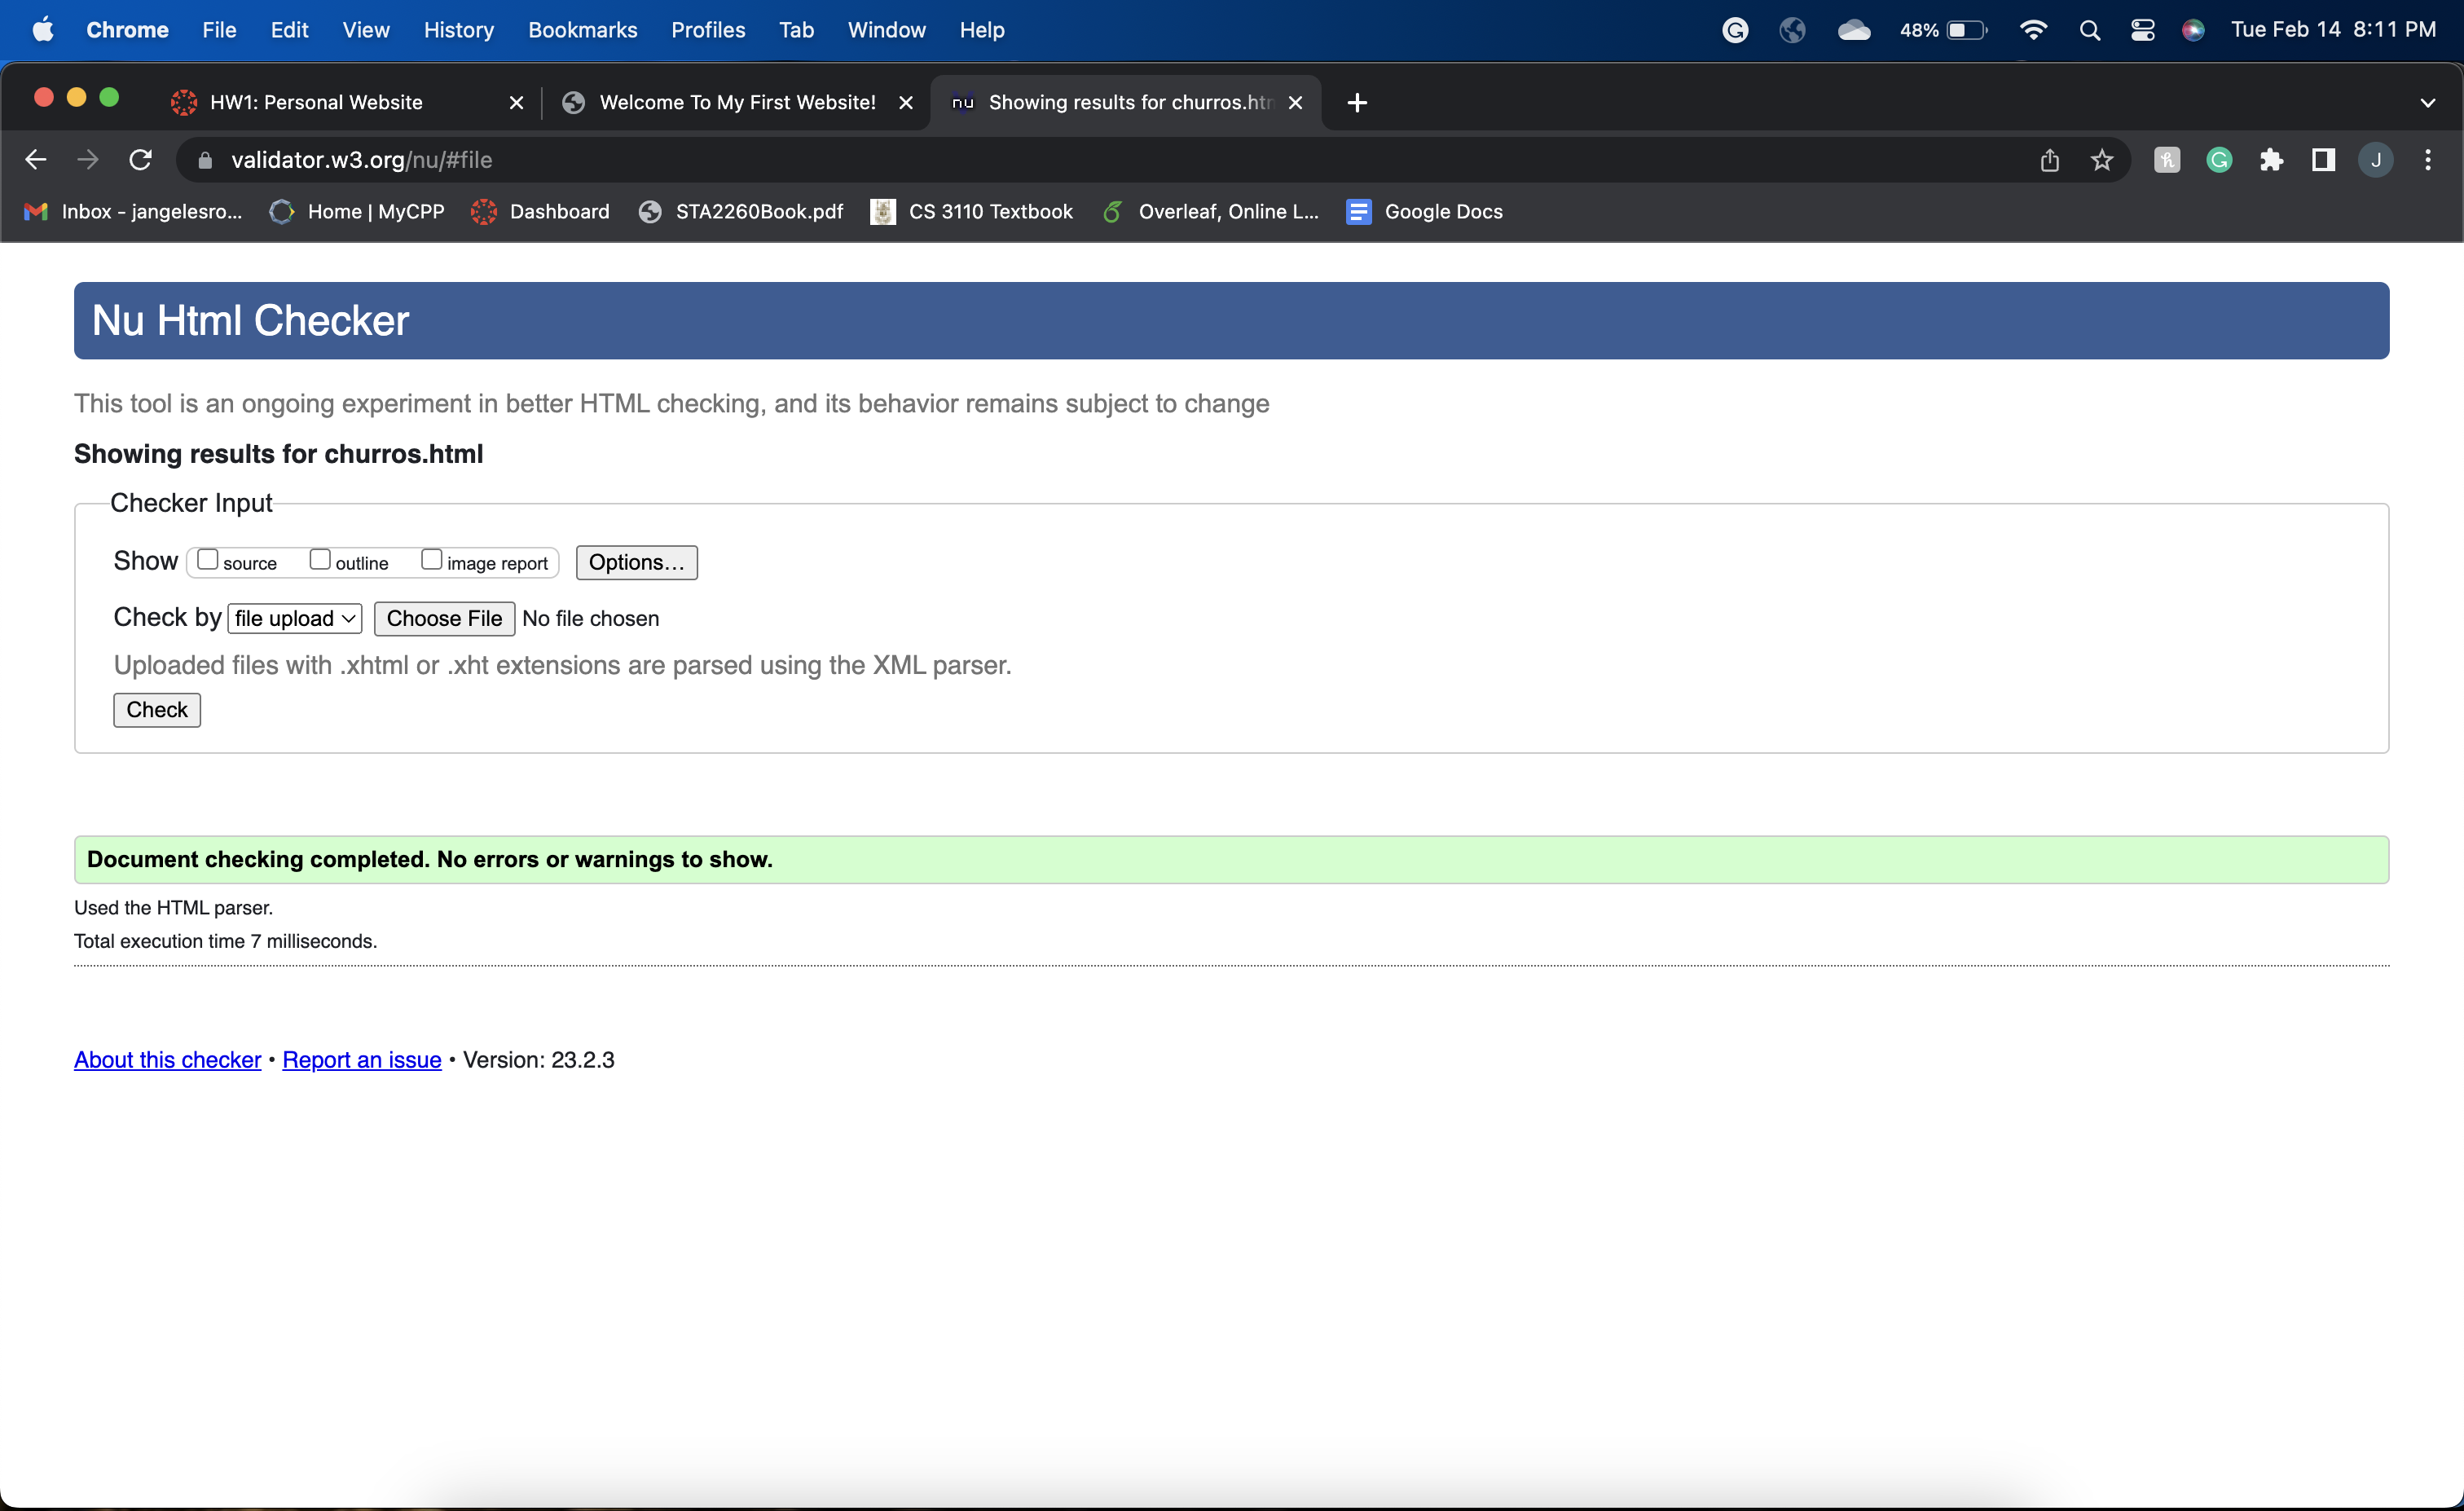 Chrome File Edit View History Bookmarks Profiles Tab Window Help 48% Tue Feb 14 8:11 PM
HW1: Personal Website Welcome To My First Website! nu Showing results for churros.htm
validator.w3.org/nu/#file J
Inbox - jangelesro... Home | MyCPP Dashboard STA2260Book.pdf CS 3110 Textbook Overleaf, Online L... Google Docs
Nu Html Checker
This tool is an ongoing experiment in better HTML checking, and its behavior remains subject to change
Showing results for churros.html
Checker Input
Show source outline image report Options...
Check by file upload Choose File No file chosen
Uploaded files with .xhtml or .xht extensions are parsed using the XML parser.
Check
Document checking completed. No errors or warnings to show.
Used the HTML parser.
Total execution time 7 milliseconds.
About this checker • Report an issue • Version: 23.2.3